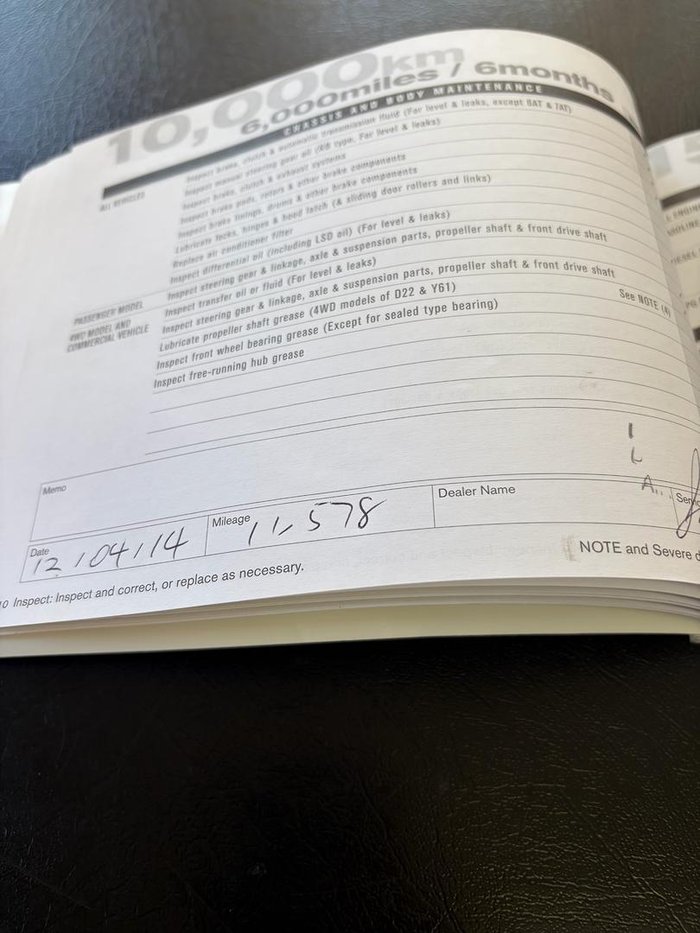 10,000km
6,000miles / 6months
CHASSIS AND BODY MAINTENANCE
ALL VEHICLES
Inspect brake, clutch & automatic transmission fluid (For level & leaks, except 8AT & 7AT)
Inspect manual steering gear oil (RB type, For level & leaks)
Inspect brake, clutch & exhaust systems
Inspect brake pads, rotors & other brake components
Inspect brake linings, drums & other brake components
Lubricate locks, hinges & hood latch (& sliding door rollers and links)
Replace air conditioner filter
Inspect differential oil (including LSD oil) (For level & leaks)
PASSENGER MODEL
Inspect steering gear & linkage, axle & suspension parts, propeller shaft & front drive shaft
4WD MODEL AND
COMMERCIAL VEHICLE
Inspect transfer oil or fluid (For level & leaks)
Inspect steering gear & linkage, axle & suspension parts, propeller shaft & front drive shaft
Lubricate propeller shaft grease (4WD models of D22 & Y61)
See NOTE (4)
Inspect front wheel bearing grease (Except for sealed type bearing)
Inspect free-running hub grease
Memo
Date
12/04/14
Mileage
11,578
Dealer Name
10 Inspect: Inspect and correct, or replace as necessary.
NOTE and Severe